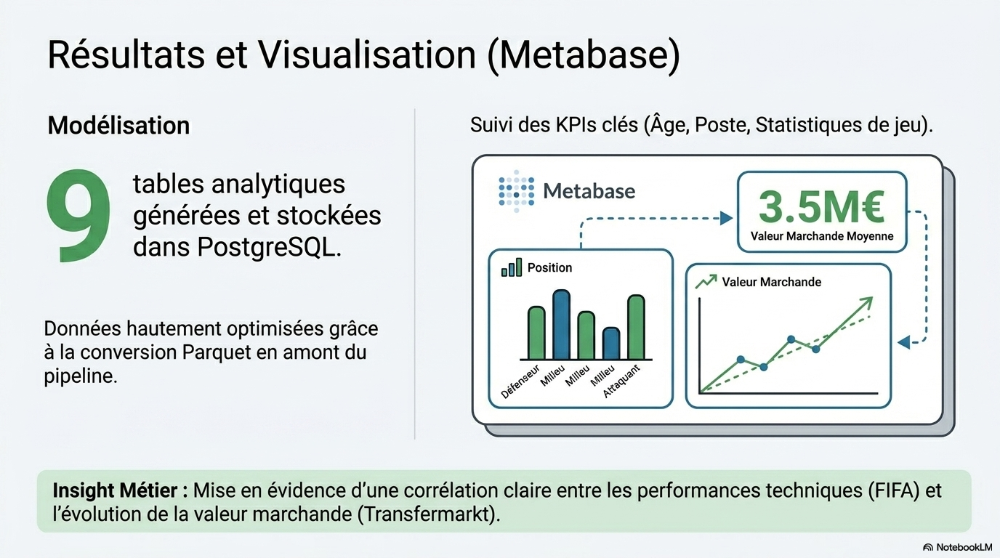 Résultats et Visualisation (Metabase)
Modélisation
9
tables analytiques
générées et stockées
dans PostgreSQL.
Données hautement optimisées grâce
à la conversion Parquet en amont du
pipeline.
Suivi des KPIs clés (Âge, Poste, Statistiques de jeu).
Metabase
3.5M€
Valeur Marchande Moyenne
Position
Défenseur
Milieu
Milieu
Milieu
Attaquant
Valeur Marchande
Insight Métier : Mise en évidence d'une corrélation claire entre les performances techniques (FIFA) et
l'évolution de la valeur marchande (Transfermarkt).
NotebookLM